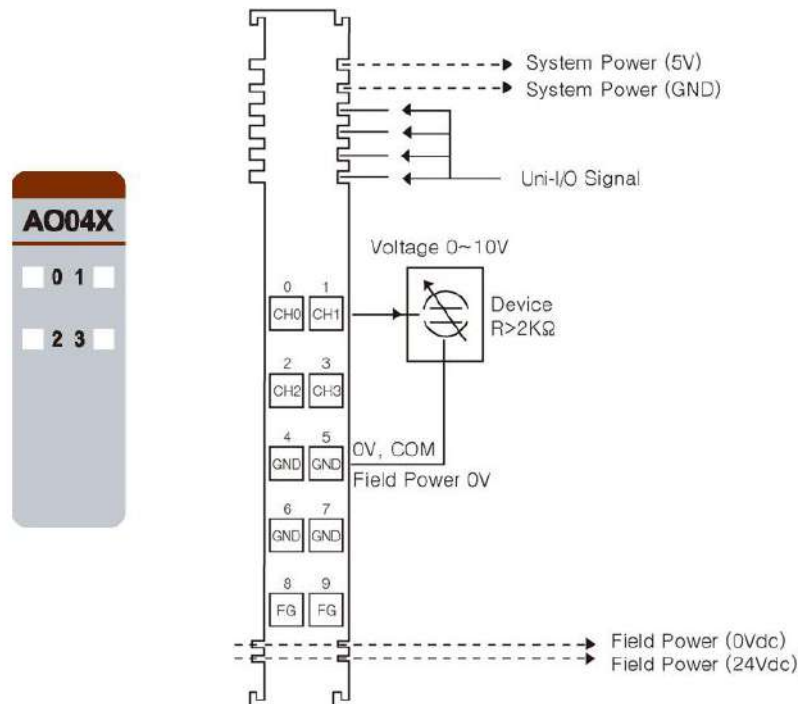 System Power (5V)
System Power (GND)
Uni-I/O Signal
AO04X
0 1
2 3
Voltage 0~10V
Device
R>2KΩ
0 1
CH0 CH1
2 3
CH2 CH3
4 5
GND GND
0V, COM
Field Power 0V
6 7
GND GND
8 9
FG FG
Field Power (0Vdc)
Field Power (24Vdc)